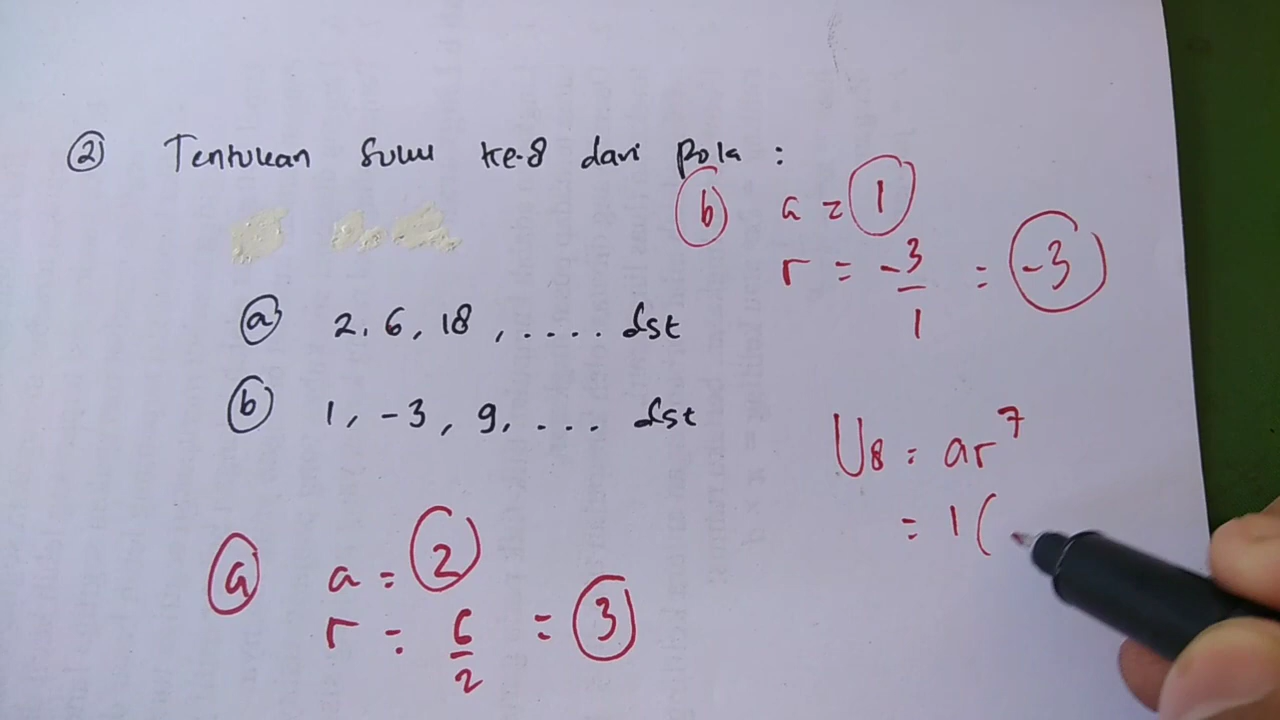 ② Tentukan Suku ke-8 dari Pola :
ⓐ 2, 6, 18, .... dst
ⓑ 1, -3, 9, ... dst
ⓐ a = 2
r = 6/2 = 3
ⓑ a = 1
r = -3/1 = -3
U8 = ar⁷
= 1(